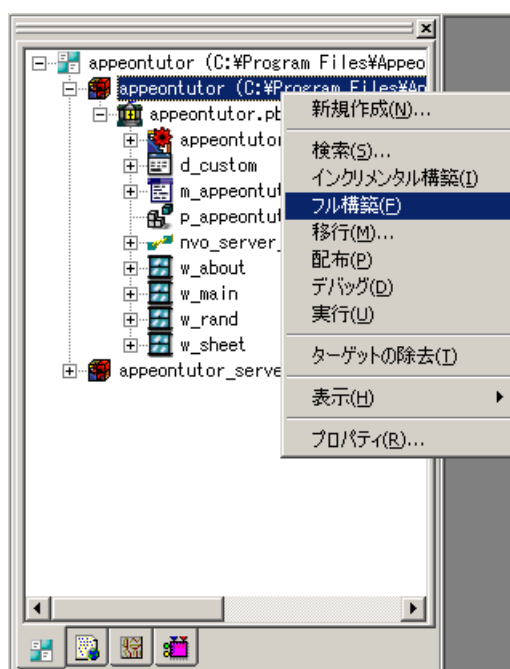 appeontutor (C:¥Program Files¥Appeo
appeontutor (C:¥Program Files¥Ap
appeontutor.pb
appeontutor
d_custom
m_appeontut
p_appeontut
nvo_server_
w_about
w_main
w_rand
w_sheet
appeontutor_serve
新規作成(N)...
検索(S)...
インクリメンタル構築(I)
フル構築(F)
移行(M)...
配布(P)
デバッグ(D)
実行(U)
ターゲットの除去(T)
表示(H)
プロパティ(R)...